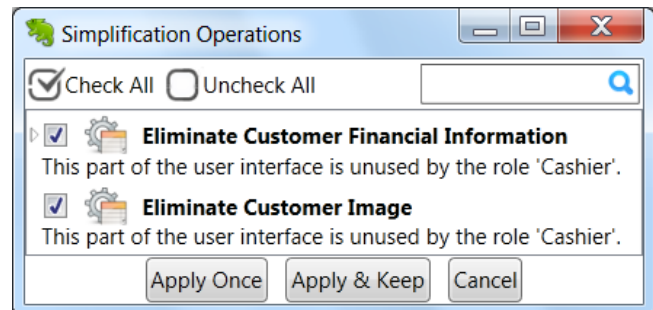 Simplification Operations
Check All Uncheck All
Eliminate Customer Financial Information
This part of the user interface is unused by the role 'Cashier'.
Eliminate Customer Image
This part of the user interface is unused by the role 'Cashier'.
Apply Once Apply & Keep Cancel